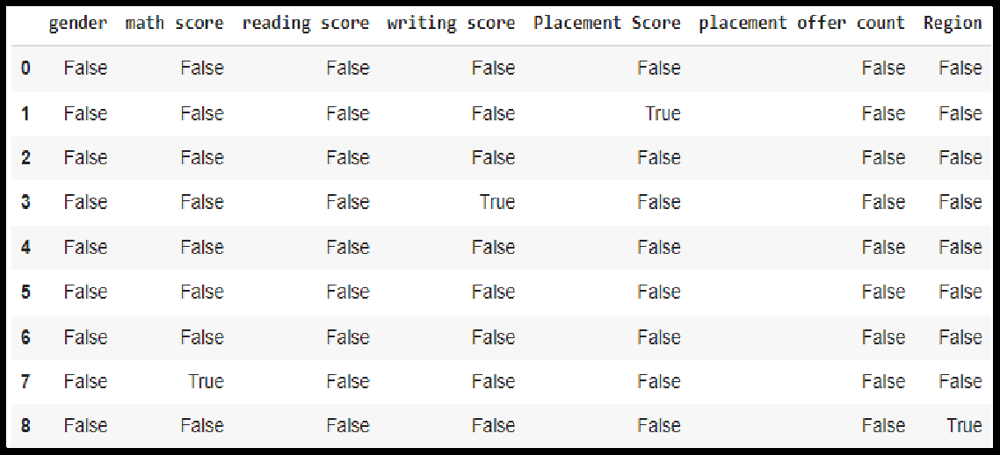 gender math score reading score writing score Placement Score placement offer count Region
0 False False False False False False False
1 False False False False True False False
2 False False False False False False False
3 False False False True False False False
4 False False False False False False False
5 False False False False False False False
6 False False False False False False False
7 False True False False False False False
8 False False False False False False True